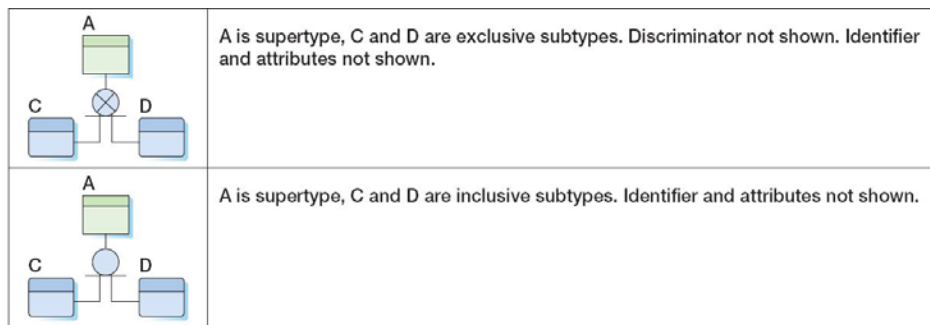 A
A is supertype, C and D are exclusive subtypes. Discriminator not shown. Identifier
and attributes not shown.
C D
A
A is supertype, C and D are inclusive subtypes. Identifier and attributes not shown.
C D